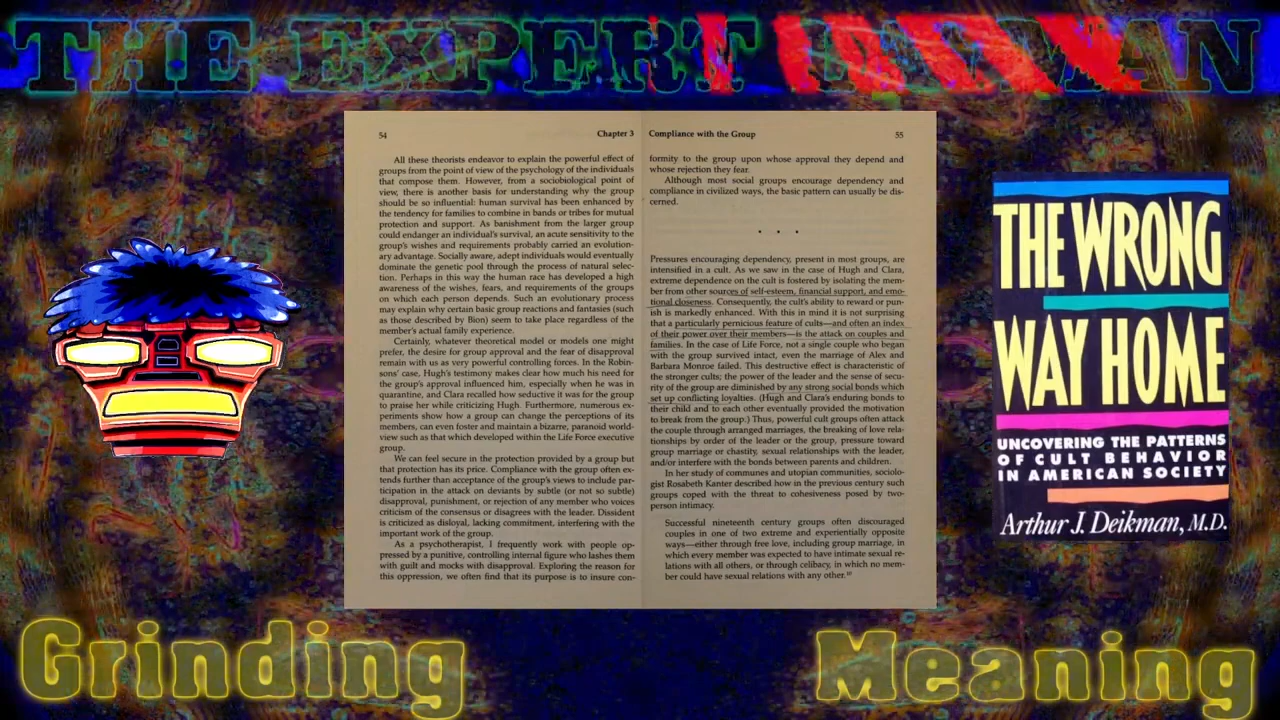 THE EXPERT LAYMAN
54 Chapter 3
All these theorists endeavor to explain the powerful effect of
groups from the point of view of the psychology of the individuals
that compose them. However, from a sociobiological point of
view, there is another basis for understanding why the group
should be so influential: human survival has been enhanced by
the tendency for families to combine in bands or tribes for mutual
protection and support. As banishment from the larger group
could endanger an individual's survival, an acute sensitivity to the
group's wishes and requirements probably carried an evolution-
ary advantage. Socially aware, adept individuals would eventually
dominate the genetic pool through the process of natural selec-
tion. Perhaps in this way the human race has developed a high
awareness of the wishes, fears, and requirements of the groups
on which each person depends. Such an evolutionary process
may explain why certain basic group reactions and fantasies (such
as those described by Bion) seem to take place regardless of the
member's actual family experience.
Certainly, whatever theoretical model or models one might
prefer, the desire for group approval and the fear of disapproval
remain with us as very powerful controlling forces. In the Robin-
sons' case, Hugh's testimony makes clear how much his need for
the group's approval influenced him, especially when he was in
quarantine, and Clara recalled how seductive it was for the group
to praise her while criticizing Hugh. Furthermore, numerous ex-
periments show how a group can change the perceptions of its
members, can even foster and maintain a bizarre, paranoid world-
view such as that which developed within the Life Force executive
group.
We can feel secure in the protection provided by a group but
that protection has its price. Compliance with the group often ex-
tends further than acceptance of the group's views to include par-
ticipation in the attack on deviants by subtle (or not so subtle)
disapproval, punishment, or rejection of any member who voices
criticism of the consensus or disagrees with the leader. Dissident
is criticized as disloyal, lacking commitment, interfering with the
important work of the group.
As a psychotherapist, I frequently work with people op-
pressed by a punitive, controlling internal figure who lashes them
with guilt and mocks with disapproval. Exploring the reason for
this oppression, we often find that its purpose is to insure con-
Compliance with the Group 55
formity to the group upon whose approval they depend and
whose rejection they fear.
Although most social groups encourage dependency and
compliance in civilized ways, the basic pattern can usually be dis-
cerned.
• • •
Pressures encouraging dependency, present in most groups, are
intensified in a cult. As we saw in the case of Hugh and Clara,
extreme dependence on the cult is fostered by isolating the mem-
ber from other sources of self-esteem, financial support, and emo-
tional closeness. Consequently, the cult's ability to reward or pun-
ish is markedly enhanced. With this in mind it is not surprising
that a particularly pernicious feature of cults—and often an index
of their power over their members—is the attack on couples and
families. In the case of Life Force, not a single couple who began
with the group survived intact, even the marriage of Alex and
Barbara Monroe failed. This destructive effect is characteristic of
the stronger cults; the power of the leader and the sense of secu-
rity of the group are diminished by any strong social bonds which
set up conflicting loyalties. (Hugh and Clara's enduring bonds to
their child and to each other eventually provided the motivation
to break from the group.) Thus, powerful cult groups often attack
the couple through arranged marriages, the breaking of love rela-
tionships by order of the leader or the group, pressure toward
group marriage or chastity, sexual relationships with the leader,
and/or interfere with the bonds between parents and children.
In her study of communes and utopian communities, sociolo-
gist Rosabeth Kanter described how in the previous century such
groups coped with the threat to cohesiveness posed by two-
person intimacy.
Successful nineteenth century groups often discouraged
couples in one of two extreme and experientially opposite
ways—either through free love, including group marriage, in
which every member was expected to have intimate sexual re-
lations with all others, or through celibacy, in which no mem-
ber could have sexual relations with any other.¹⁰
THE WRONG
WAY HOME
UNCOVERING THE PATTERNS
OF CULT BEHAVIOR
IN AMERICAN SOCIETY
Arthur J. Deikman, M.D.
Grinding Meaning